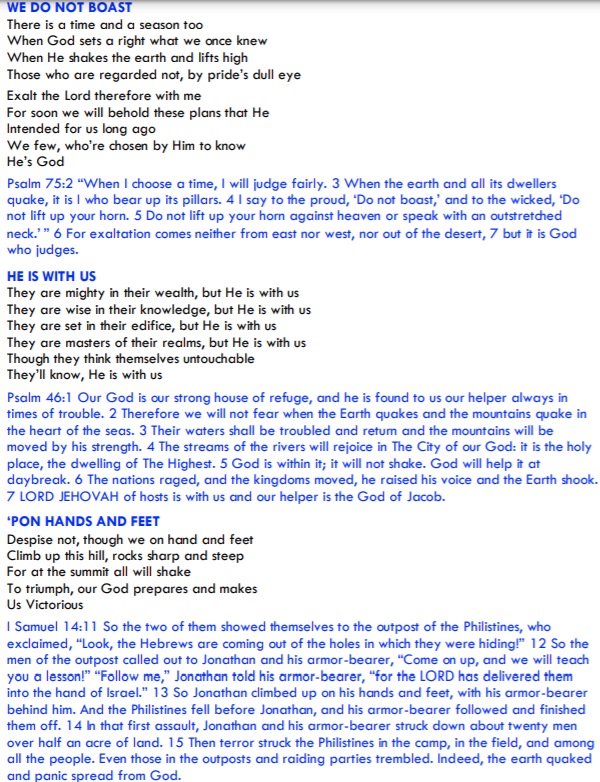 WE DO NOT BOAST
There is a time and a season too
When God sets a right what we once knew
When He shakes the earth and lifts high
Those who are regarded not, by pride's dull eye
Exalt the Lord therefore with me
For soon we will behold these plans that He
Intended for us long ago
We few, who're chosen by Him to know
He's God
Psalm 75:2 "When I choose a time, I will judge fairly. 3 When the earth and all its dwellers
quake, it is I who bear up its pillars. 4 I say to the proud, 'Do not boast,' and to the wicked, 'Do
not lift up your horn. 5 Do not lift up your horn against heaven or speak with an outstretched
neck.' " 6 For exaltation comes neither from east nor west, nor out of the desert, 7 but it is God
who judges.
HE IS WITH US
They are mighty in their wealth, but He is with us
They are wise in their knowledge, but He is with us
They are set in their edifice, but He is with us
They are masters of their realms, but He is with us
Though they think themselves untouchable
They'll know, He is with us
Psalm 46:1 Our God is our strong house of refuge, and he is found to us our helper always in
times of trouble. 2 Therefore we will not fear when the Earth quakes and the mountains quake in
the heart of the seas. 3 Their waters shall be troubled and return and the mountains will be
moved by his strength. 4 The streams of the rivers will rejoice in The City of our God: it is the holy
place, the dwelling of The Highest. 5 God is within it; it will not shake. God will help it at
daybreak. 6 The nations raged, and the kingdoms moved, he raised his voice and the Earth shook.
7 LORD JEHOVAH of hosts is with us and our helper is the God of Jacob.
'PON HANDS AND FEET
Despise not, though we on hand and feet
Climb up this hill, rocks sharp and steep
For at the summit all will shake
To triumph, our God prepares and makes
Us Victorious
I Samuel 14:11 So the two of them showed themselves to the outpost of the Philistines, who
exclaimed, "Look, the Hebrews are coming out of the holes in which they were hiding!" 12 So the
men of the outpost called out to Jonathan and his armor-bearer, "Come on up, and we will teach
you a lesson!" "Follow me," Jonathan told his armor-bearer, "for the LORD has delivered them
into the hand of Israel." 13 So Jonathan climbed up on his hands and feet, with his armor-bearer
behind him. And the Philistines fell before Jonathan, and his armor-bearer followed and finished
them off. 14 In that first assault, Jonathan and his armor-bearer struck down about twenty men
over half an acre of land. 15 Then terror struck the Philistines in the camp, in the field, and among
all the people. Even those in the outposts and raiding parties trembled. Indeed, the earth quaked
and panic spread from God.